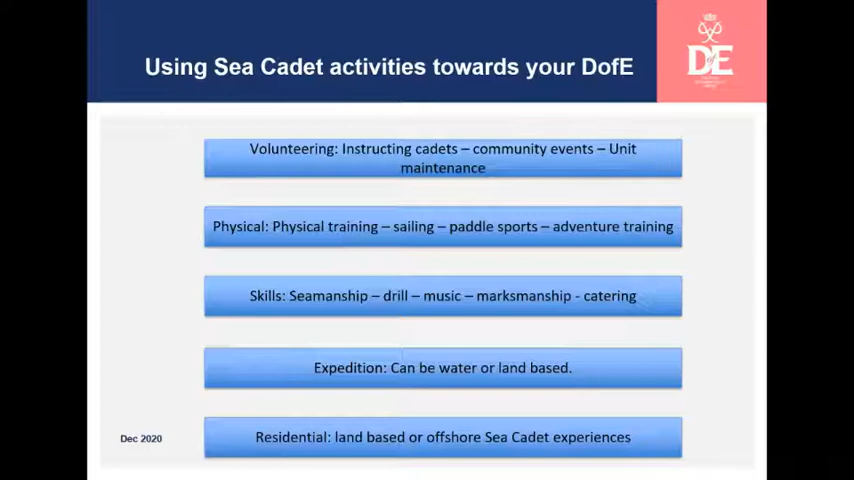 Using Sea Cadet activities towards your DofE
DofE
Volunteering: Instructing cadets – community events – Unit
maintenance
Physical: Physical training – sailing – paddle sports – adventure training
Skills: Seamanship – drill – music – marksmanship - catering
Expedition: Can be water or land based.
Residential: land based or offshore Sea Cadet experiences
Dec 2020